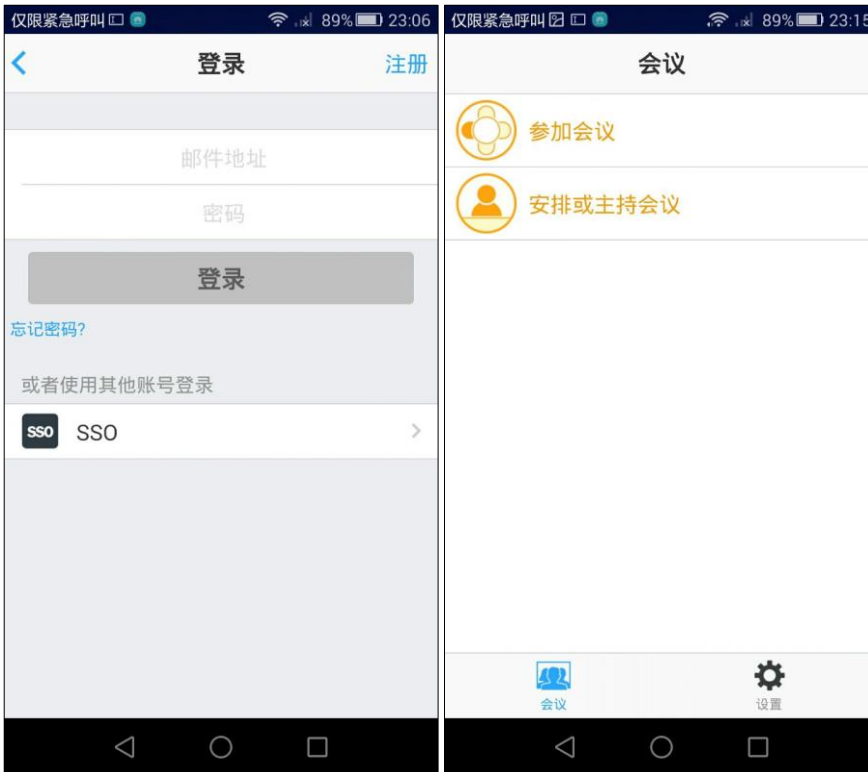 仅限紧急呼叫 89% 23:06
登录
注册
邮件地址
密码
登录
忘记密码?
或者使用其他账号登录
SSO SSO
仅限紧急呼叫 89% 23:15
会议
参加会议
安排或主持会议
会议
设置